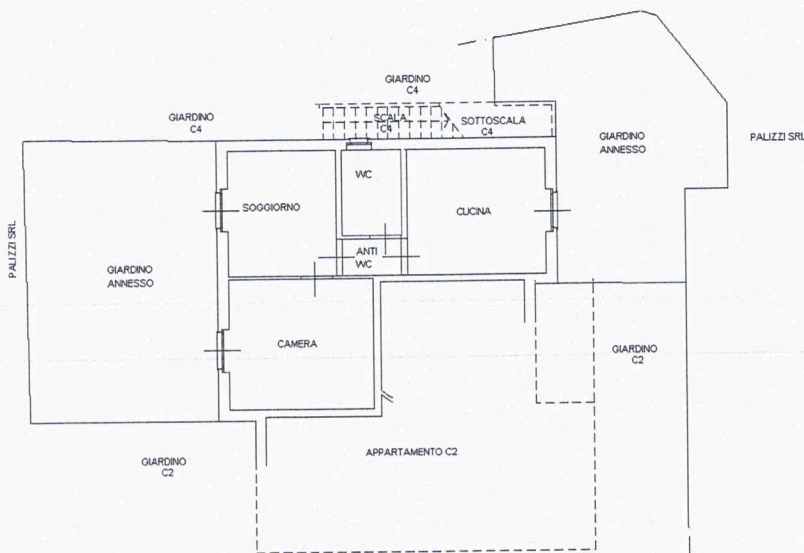 GIARDINO
C4
GIARDINO
C4
SCALA
C4
SOTTOSCALA
C4
GIARDINO
ANNESSO
PALIZZI SRL
WC
SOGGIORNO
CUCINA
PALIZZI SRL
ANTI
WC
GIARDINO
ANNESSO
CAMERA
GIARDINO
C2
APPARTAMENTO C2
GIARDINO
C2